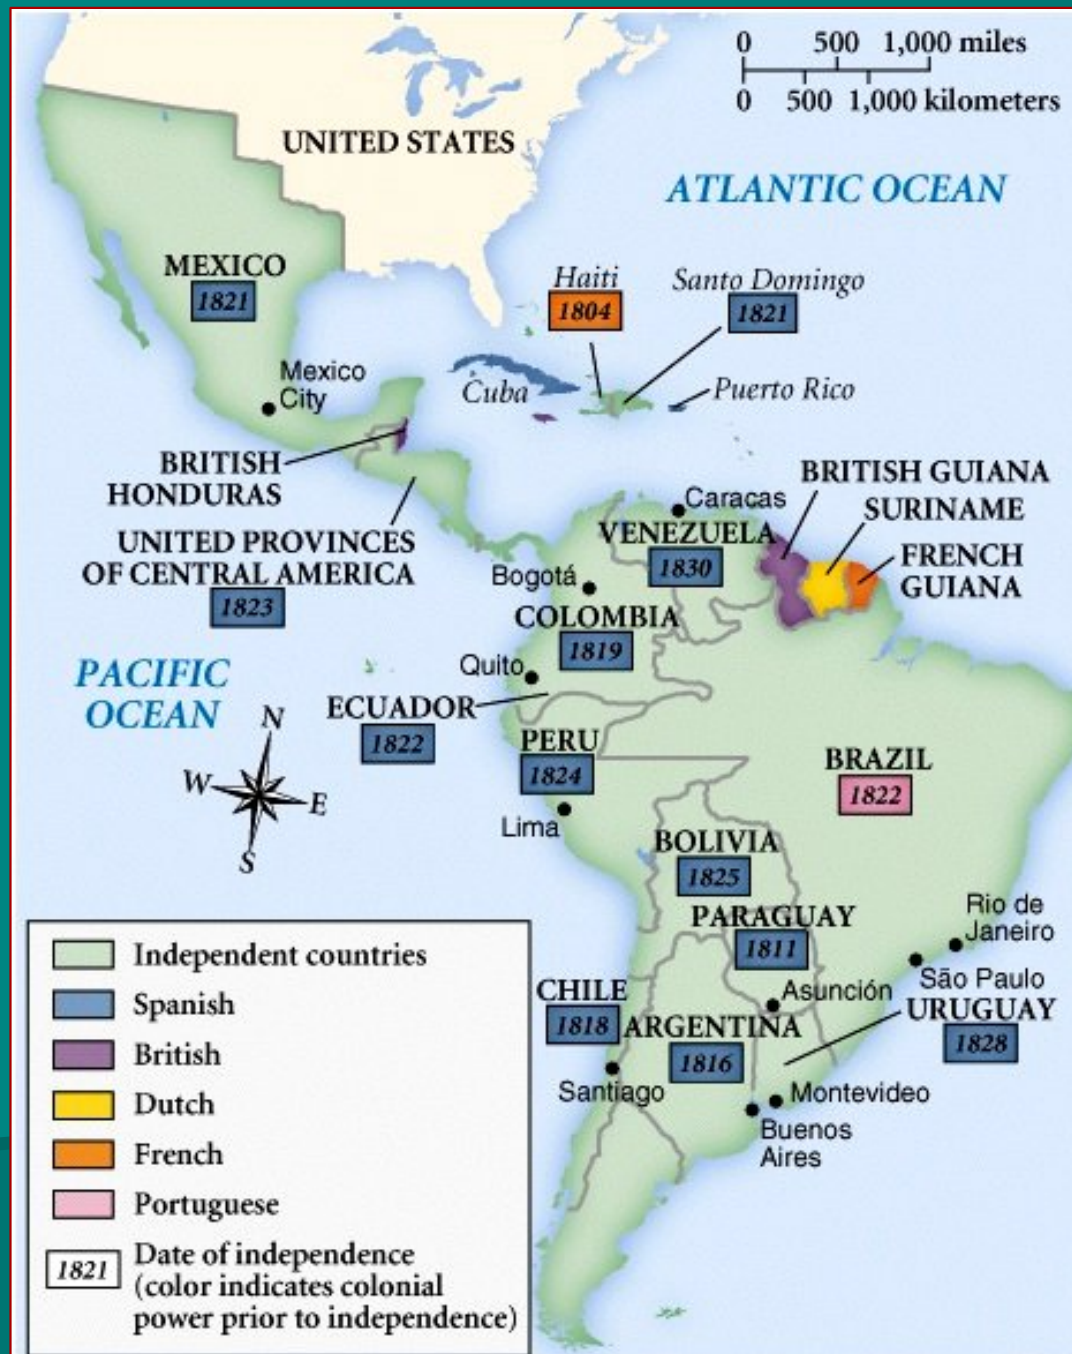 0 500 1,000 miles
0 500 1,000 kilometers
UNITED STATES
ATLANTIC OCEAN
MEXICO
1821
Haiti
1804
Santo Domingo
1821
Mexico
City
Cuba
Puerto Rico
BRITISH
HONDURAS
BRITISH GUIANA
SURINAME
FRENCH
GUIANA
Caracas
VENEZUELA
1830
UNITED PROVINCES
OF CENTRAL AMERICA
1823
Bogotá
COLOMBIA
1819
PACIFIC
OCEAN
Quito
ECUADOR
1822
N
W
E
S
PERU
1824
Lima
BRAZIL
1822
BOLIVIA
1825
PARAGUAY
1811
Rio de
Janeiro
São Paulo
Asunción
CHILE
1818
ARGENTINA
1816
URUGUAY
1828
Santiago
Montevideo
Buenos
Aires
Independent countries
Spanish
British
Dutch
French
Portuguese
1821
Date of independence
(color indicates colonial
power prior to independence)